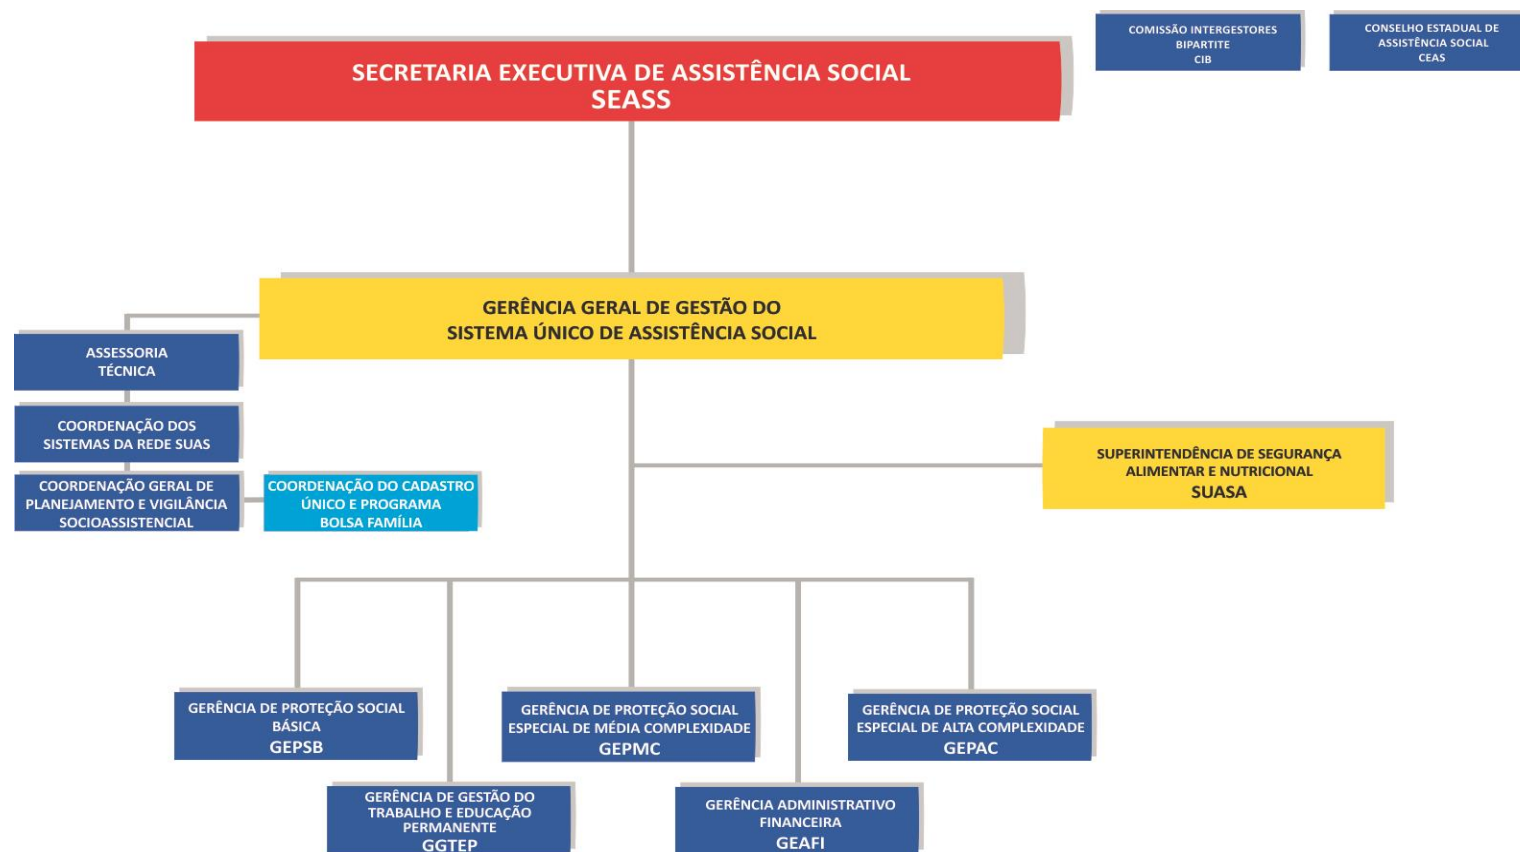 SECRETARIA EXECUTIVA DE ASSISTÊNCIA SOCIAL
SEASS
COMISSÃO INTERGESTORES
BIPARTITE
CIB
CONSELHO ESTADUAL DE
ASSISTÊNCIA SOCIAL
CEAS
GERÊNCIA GERAL DE GESTÃO DO
SISTEMA ÚNICO DE ASSISTÊNCIA SOCIAL
ASSESSORIA
TÉCNICA
COORDENAÇÃO DOS
SISTEMAS DA REDE SUAS
COORDENAÇÃO GERAL DE
PLANEJAMENTO E VIGILÂNCIA
SOCIOASSISTENCIAL
COORDENAÇÃO DO CADASTRO
ÚNICO E PROGRAMA
BOLSA FAMÍLIA
SUPERINTENDÊNCIA DE SEGURANÇA
ALIMENTAR E NUTRICIONAL
SUASA
GERÊNCIA DE PROTEÇÃO SOCIAL
BÁSICA
GEPSB
GERÊNCIA DE PROTEÇÃO SOCIAL
ESPECIAL DE MÉDIA COMPLEXIDADE
GEPMC
GERÊNCIA DE PROTEÇÃO SOCIAL
ESPECIAL DE ALTA COMPLEXIDADE
GEPAC
GERÊNCIA DE GESTÃO DO
TRABALHO E EDUCAÇÃO
PERMANENTE
GGTEP
GERÊNCIA ADMINISTRATIVO
FINANCEIRA
GEAFI